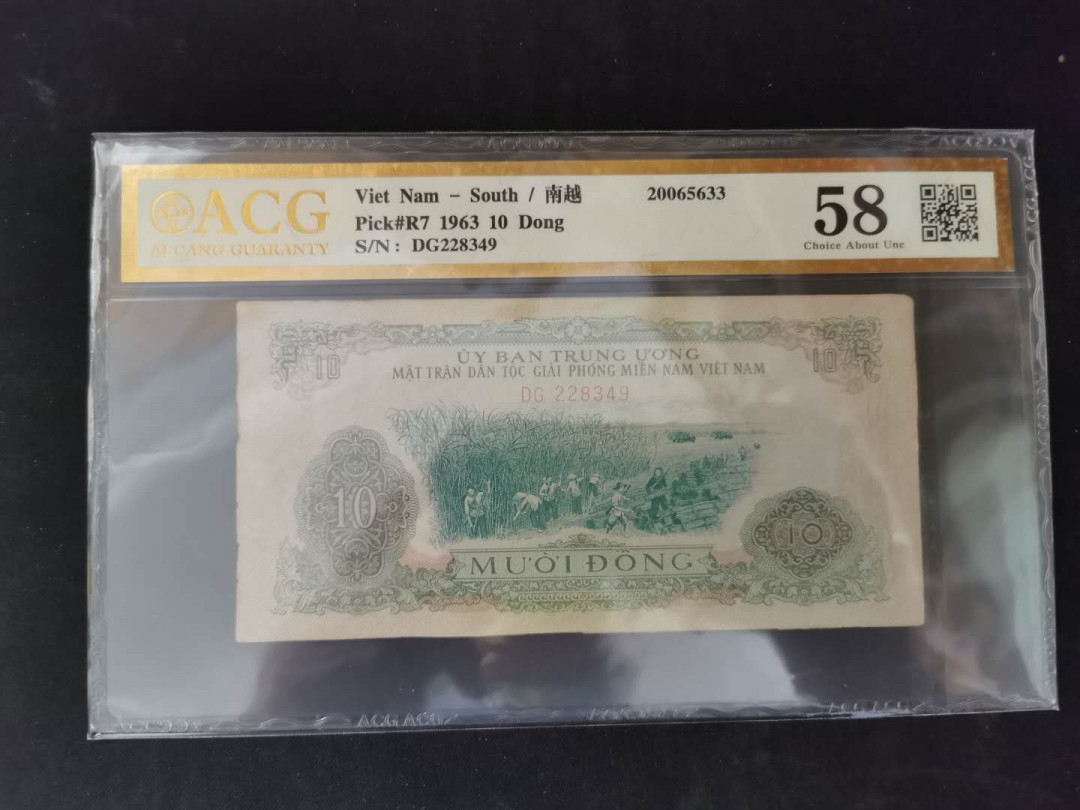 ACG
AI CANG GUARANTY
Viet Nam - South / 南越
20065633
Pick#R7 1963 10 Dong
S/N: DG228349
58
Choice About Unc
10
10
ỦY BAN TRUNG ƯƠNG
MẶT TRẬN DÂN TỘC GIẢI PHÓNG MIỀN NAM VIỆT NAM
DG 228349
10
10
MƯỜI ĐỒNG
ACG ACG